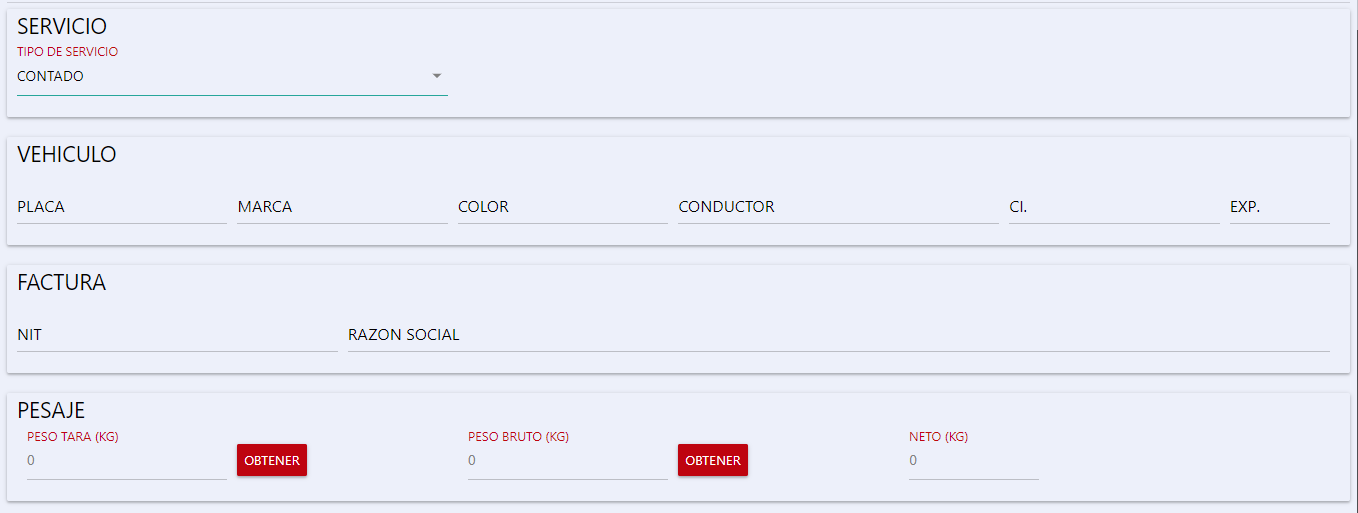 SERVICIO
TIPO DE SERVICIO
CONTADO
VEHICULO
PLACA MARCA COLOR CONDUCTOR CI. EXP.
FACTURA
NIT RAZON SOCIAL
PESAJE
PESO TARA (KG) PESO BRUTO (KG) NETO (KG)
0 OBTENER 0 OBTENER 0